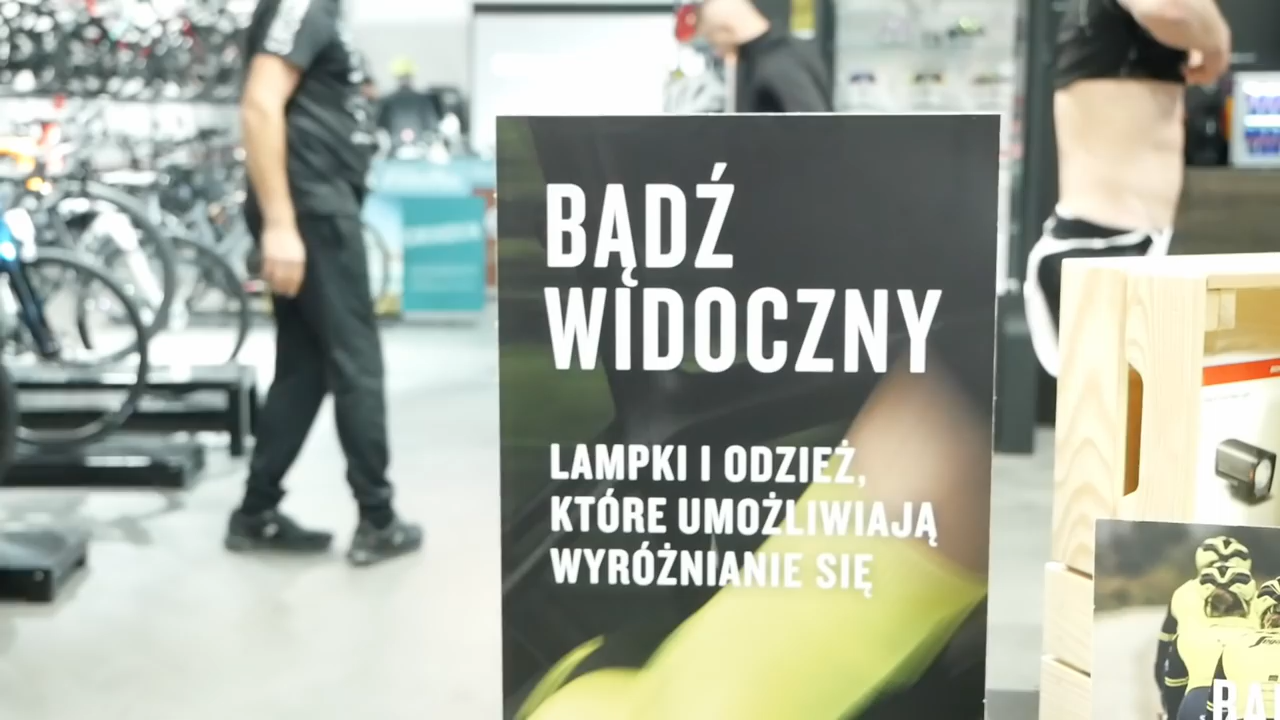 BĄDŹ
WIDOCZNY
LAMPKI I ODZIEŻ,
KTÓRE UMOŻLIWIAJĄ
WYRÓŻNIANIE SIĘ